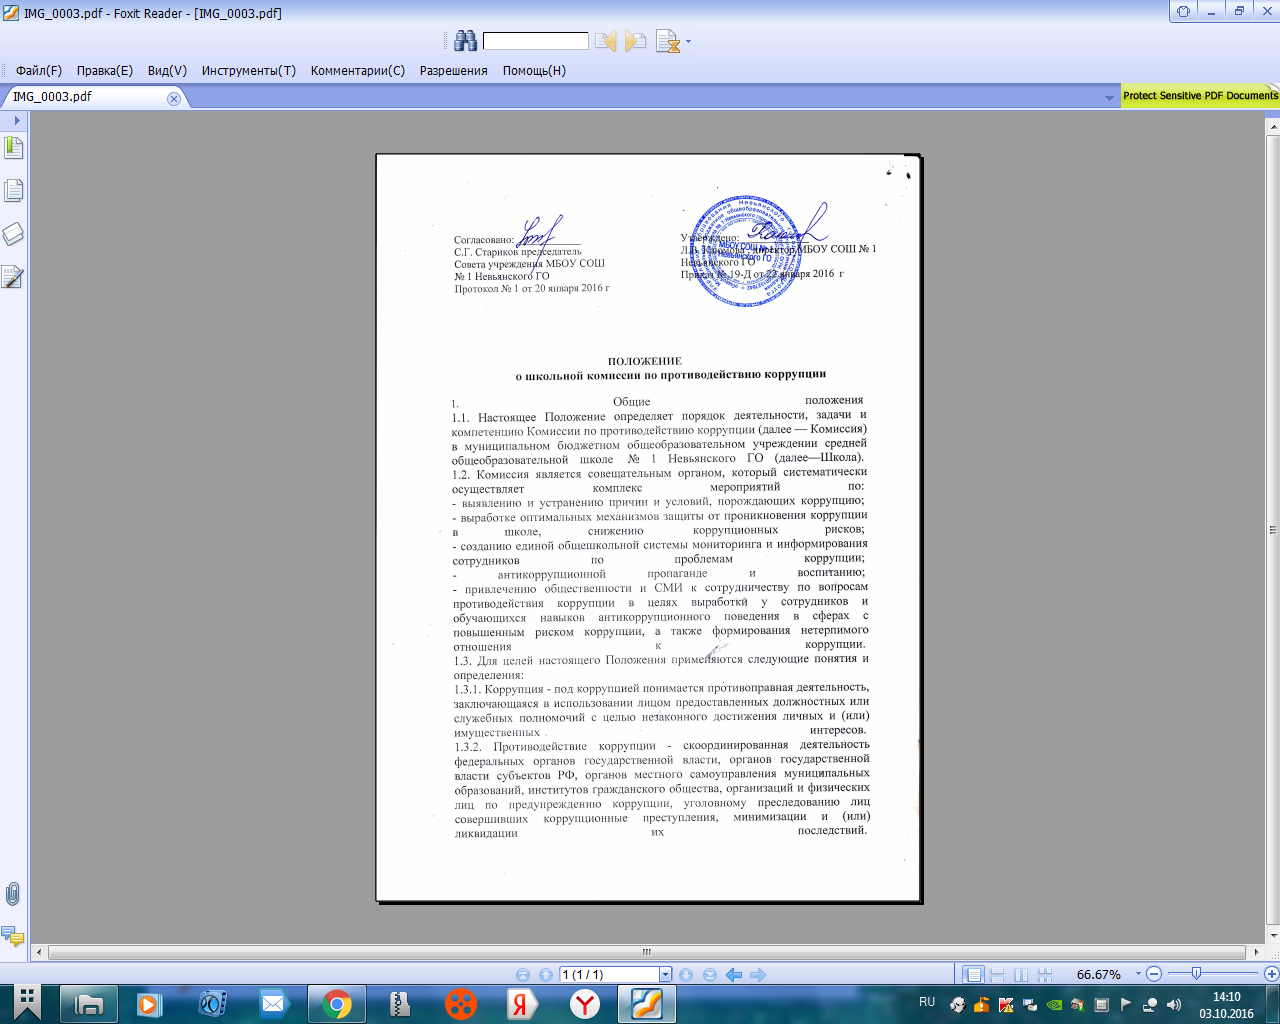 IMG_0003.pdf - Foxit Reader - [IMG_0003.pdf]
Файл(F) Правка(E) Вид(V) Инструменты(T) Комментарии(C) Разрешения Помощь(H)
IMG_0003.pdf
Protect Sensitive PDF Documents
Согласовано:
С.Г. Стариков председатель
Совета учреждения МБОУ СОШ
№ 1 Невьянского ГО
Протокол № 1 от 20 января 2016 г
Утверждено:
директор МБОУ СОШ № 1
Невьянского ГО
Приказ № 19-Д от 22 января 2016 г
МБОУ СОШ № 1
Невьянского ГО
ПОЛОЖЕНИЕ
о школьной комиссии по противодействию коррупции
1. Общие положения
1.1. Настоящее Положение определяет порядок деятельности, задачи и
компетенцию Комиссии по противодействию коррупции (далее — Комиссия)
в муниципальном бюджетном общеобразовательном учреждении средней
общеобразовательной школе № 1 Невьянского ГО (далее—Школа).
1.2. Комиссия является совещательным органом, который систематически
осуществляет комплекс мероприятий по:
- выявлению и устранению причин и условий, порождающих коррупцию;
- выработке оптимальных механизмов защиты от проникновения коррупции
в школе, снижению коррупционных рисков;
- созданию единой общешкольной системы мониторинга и информирования
сотрудников по проблемам коррупции;
- антикоррупционной пропаганде и воспитанию;
- привлечению общественности и СМИ к сотрудничеству по вопросам
противодействия коррупции в целях выработки у сотрудников и
обучающихся навыков антикоррупционного поведения в сферах с
повышенным риском коррупции, а также формирования нетерпимого
отношения к коррупции.
1.3. Для целей настоящего Положения применяются следующие понятия и
определения:
1.3.1. Коррупция - под коррупцией понимается противоправная деятельность,
заключающаяся в использовании лицом предоставленных должностных или
служебных полномочий с целью незаконного достижения личных и (или)
имущественных интересов.
1.3.2. Противодействие коррупции - скоординированная деятельность
федеральных органов государственной власти, органов государственной
власти субъектов РФ, органов местного самоуправления муниципальных
образований, институтов гражданского общества, организаций и физических
лиц по предупреждению коррупции, уголовному преследованию лиц
совершивших коррупционные преступления, минимизации и (или)
ликвидации их последствий.
1 (1 / 1)
66.67%
RU
14:10
03.10.2016